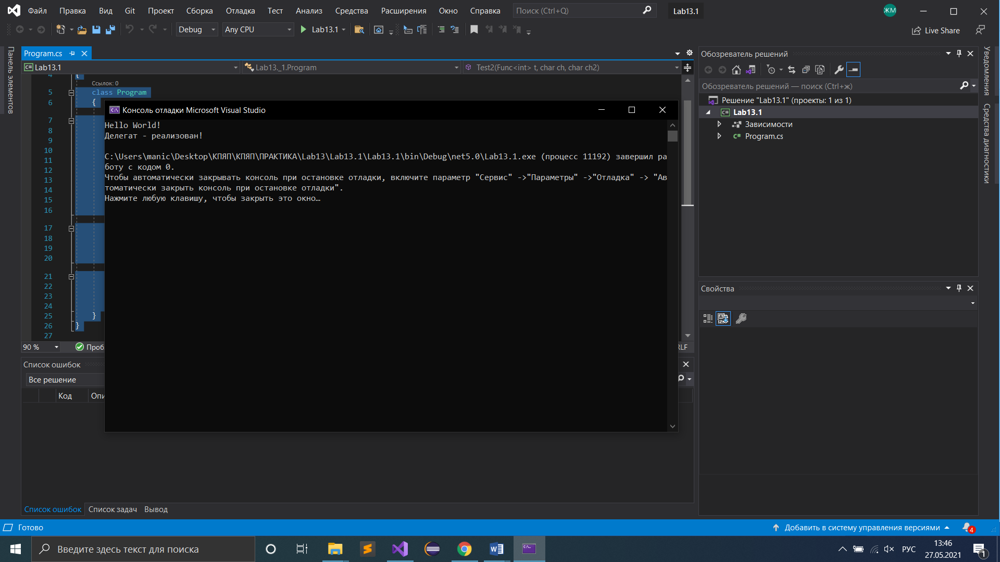 Файл Правка Вид Git Проект Сборка Отладка Тест Анализ Средства Расширения Окно Справка Поиск (Ctrl+Q) Lab13.1 ЖМ
Debug Any CPU Lab13.1 Live Share
Панель элементов
Program.cs
Lab13.1 Lab13._1.Program Test2(Func<int> t, char ch, char ch2)
4 {
Ссылок: 0
5 class Program
6 {
7
8
9
10
11
12
13
14
15
16
17
18
19
20
21
22
23
24
25 }
26 }
27
90 % Проб
RLF
Консоль отладки Microsoft Visual Studio
Hello World!
Делегат - реализован!
C:\Users\manic\Desktop\КПЯП\КПЯП\ПРАКТИКА\Lab13\Lab13.1\Lab13.1\bin\Debug\net5.0\Lab13.1.exe (процесс 11192) завершил ра
боту с кодом 0.
Чтобы автоматически закрывать консоль при остановке отладки, включите параметр "Сервис" ->"Параметры" ->"Отладка" -> "Ав
томатически закрыть консоль при остановке отладки".
Нажмите любую клавишу, чтобы закрыть это окно…
Список ошибок
Все решение
Код Опи
Список ошибок Список задач Вывод
Обозреватель решений
Обозреватель решений — поиск (Ctrl+ж)
Решение "Lab13.1" (проекты: 1 из 1)
C# Lab13.1
Зависимости
C# Program.cs
Свойства
Уведомления
Средства диагностики
Готово Добавить в систему управления версиями 4
Введите здесь текст для поиска РУС 13:46
27.05.2021 1